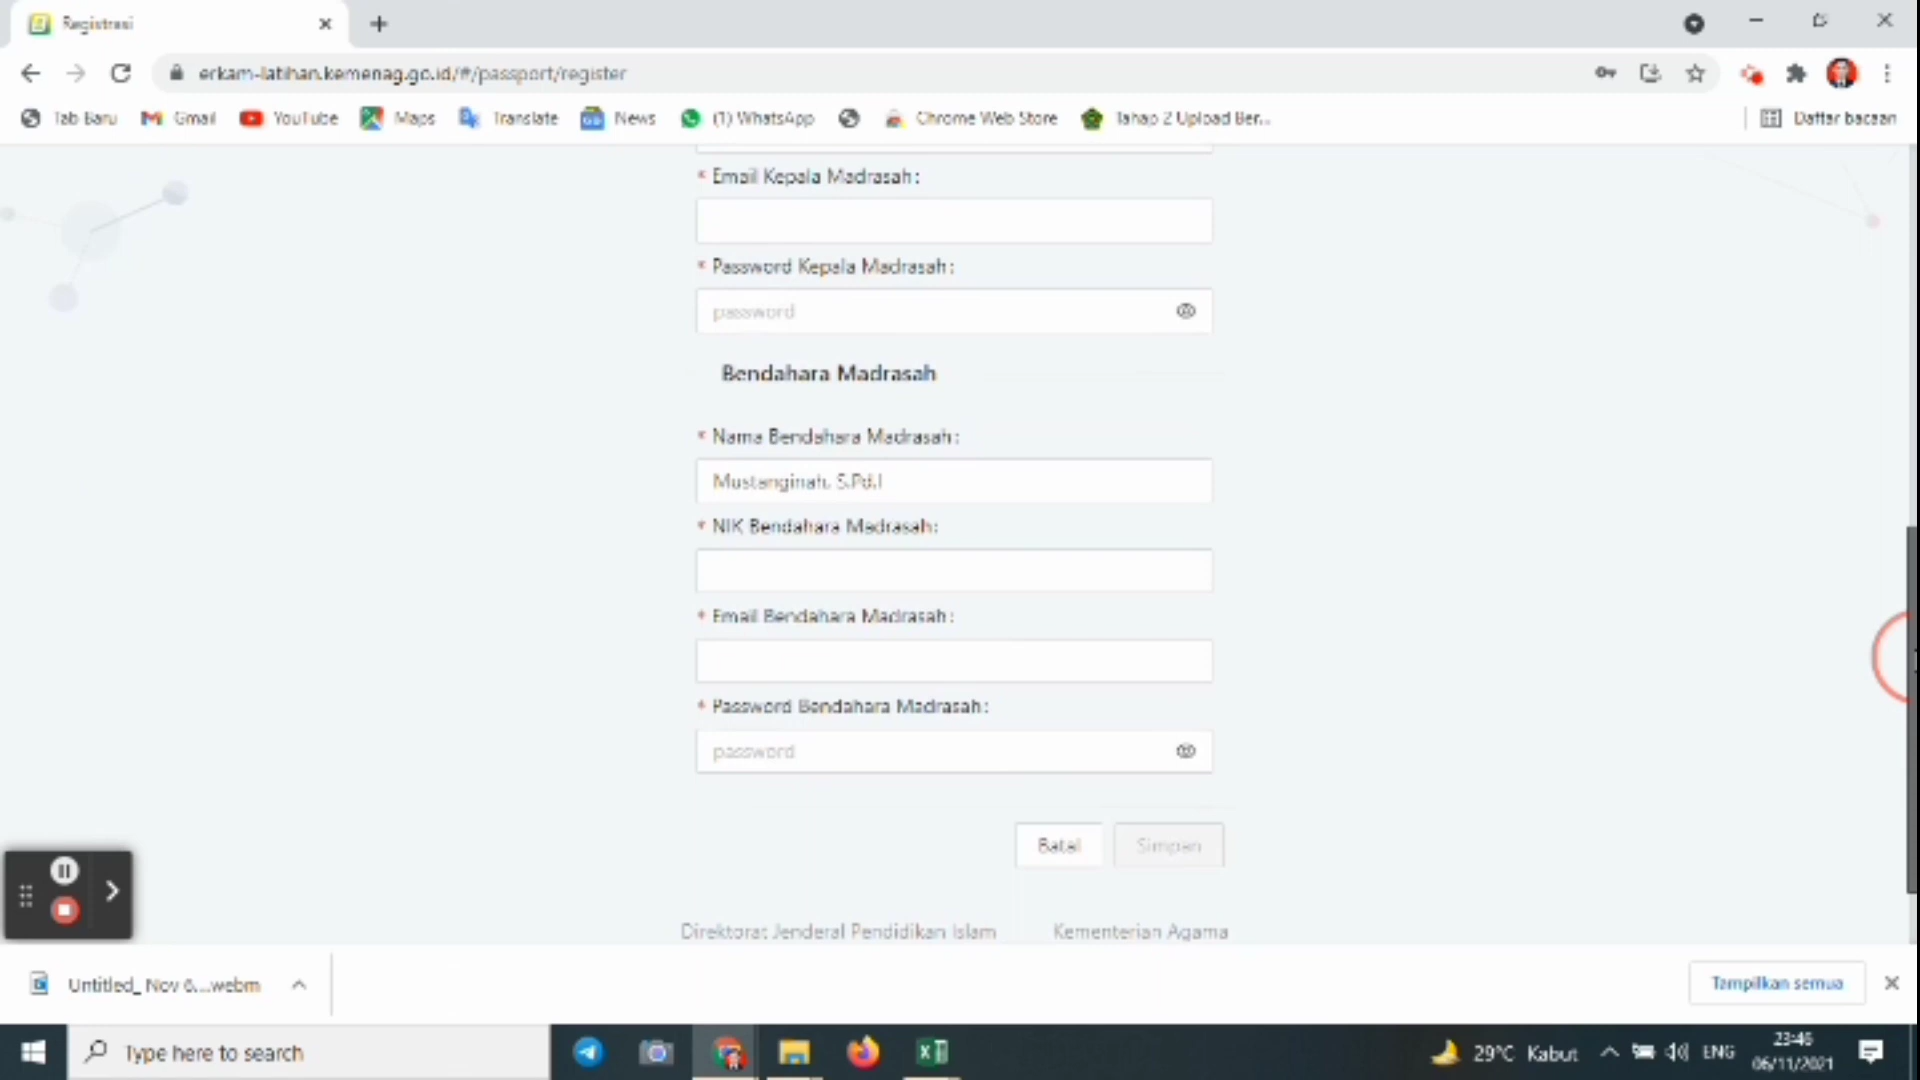 Registrasi
erkam-latihan.kemenag.go.id/#/passport/register
Tab Baru
Gmail
YouTube
Maps
Translate
News
(1) WhatsApp
Chrome Web Store
Tahap 2 Upload Ber...
Daftar bacaan
* Email Kepala Madrasah:
* Password Kepala Madrasah:
password
Bendahara Madrasah
* Nama Bendahara Madrasah:
Mustanginah, S.Pd.I
* NIK Bendahara Madrasah:
* Email Bendahara Madrasah:
* Password Bendahara Madrasah:
password
Batal
Simpan
Direktorat Jenderal Pendidikan Islam
Kementerian Agama
Untitled_ Nov 6....webm
Tampilkan semua
Type here to search
29°C Kabut
ENG
23:46
06/11/2021